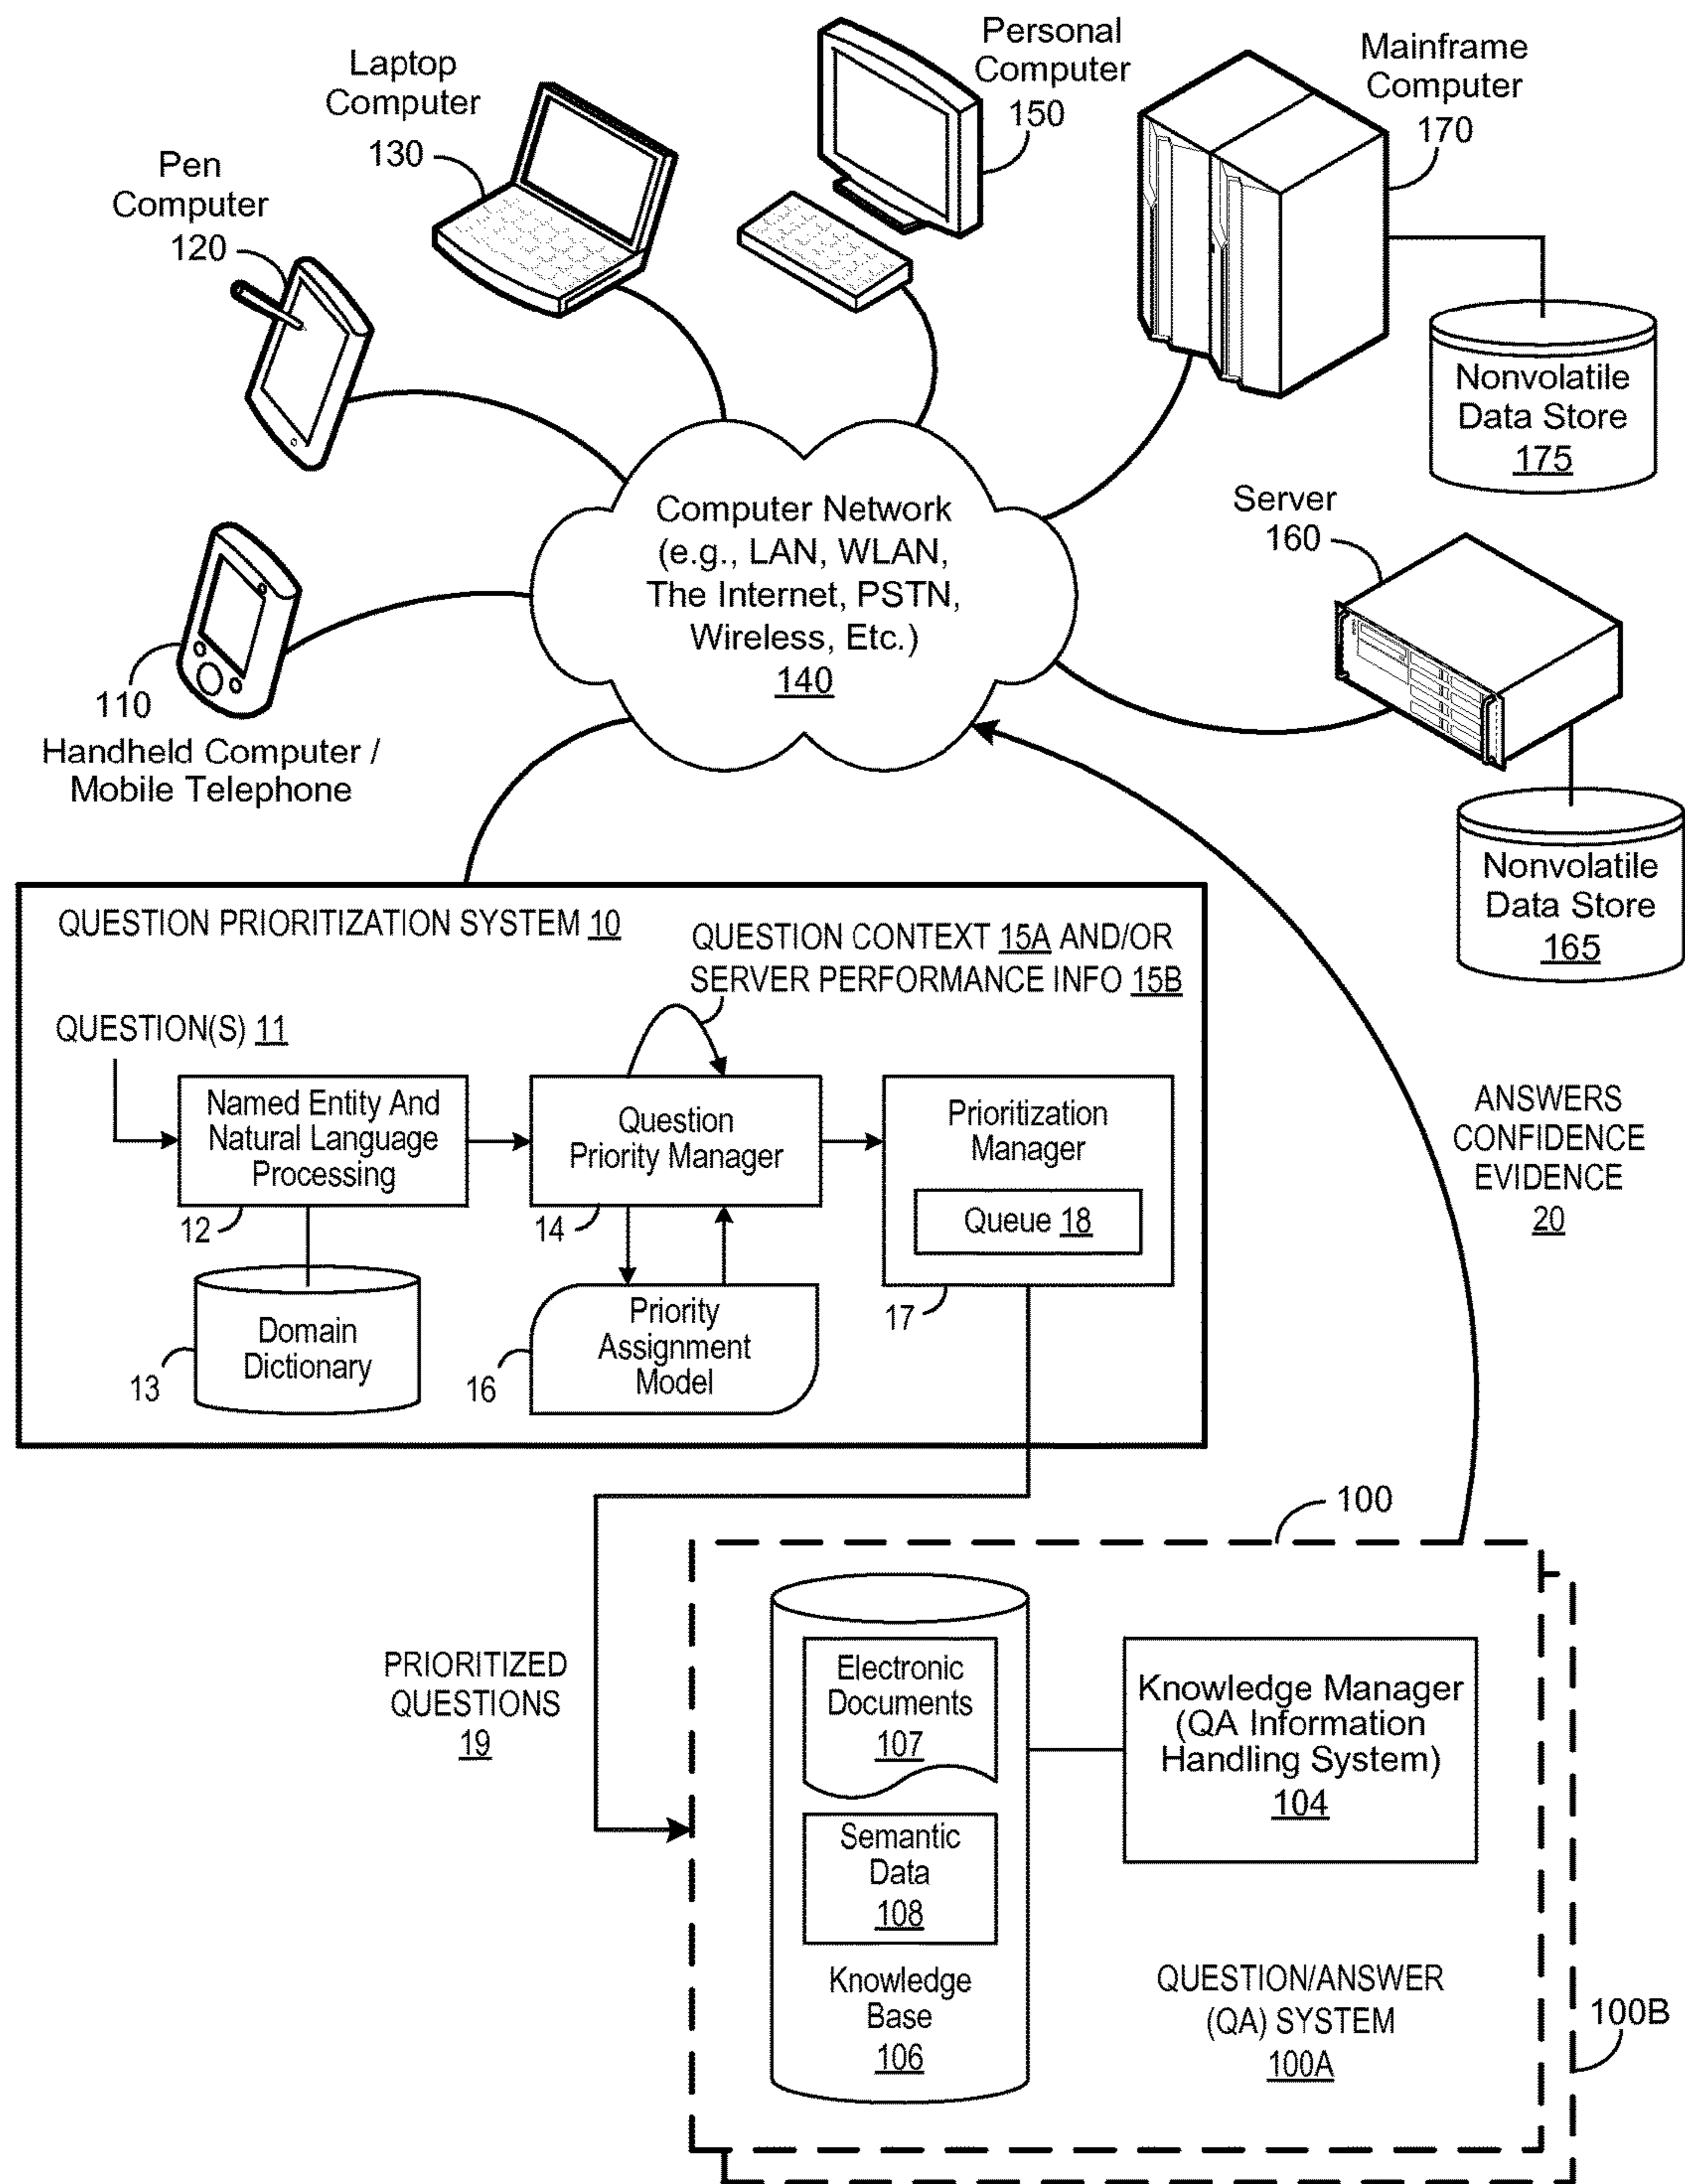 Laptop
Computer
130
Personal
Computer
150
Mainframe
Computer
170
Pen
Computer
120
Nonvolatile
Data Store
175
Computer Network
(e.g., LAN, WLAN,
The Internet, PSTN,
Wireless, Etc.)
140
Server
160
110
Handheld Computer /
Mobile Telephone
Nonvolatile
Data Store
165
QUESTION PRIORITIZATION SYSTEM 10
QUESTION CONTEXT 15A AND/OR
SERVER PERFORMANCE INFO 15B
QUESTION(S) 11
Named Entity And
Natural Language
Processing
12
Question
Priority Manager
14
Prioritization
Manager
Queue 18
17
Domain
Dictionary
13
Priority
Assignment
Model
16
ANSWERS
CONFIDENCE
EVIDENCE
20
PRIORITIZED
QUESTIONS
19
100
Electronic
Documents
107
Semantic
Data
108
Knowledge
Base
106
Knowledge Manager
(QA Information
Handling System)
104
QUESTION/ANSWER
(QA) SYSTEM
100A
100B